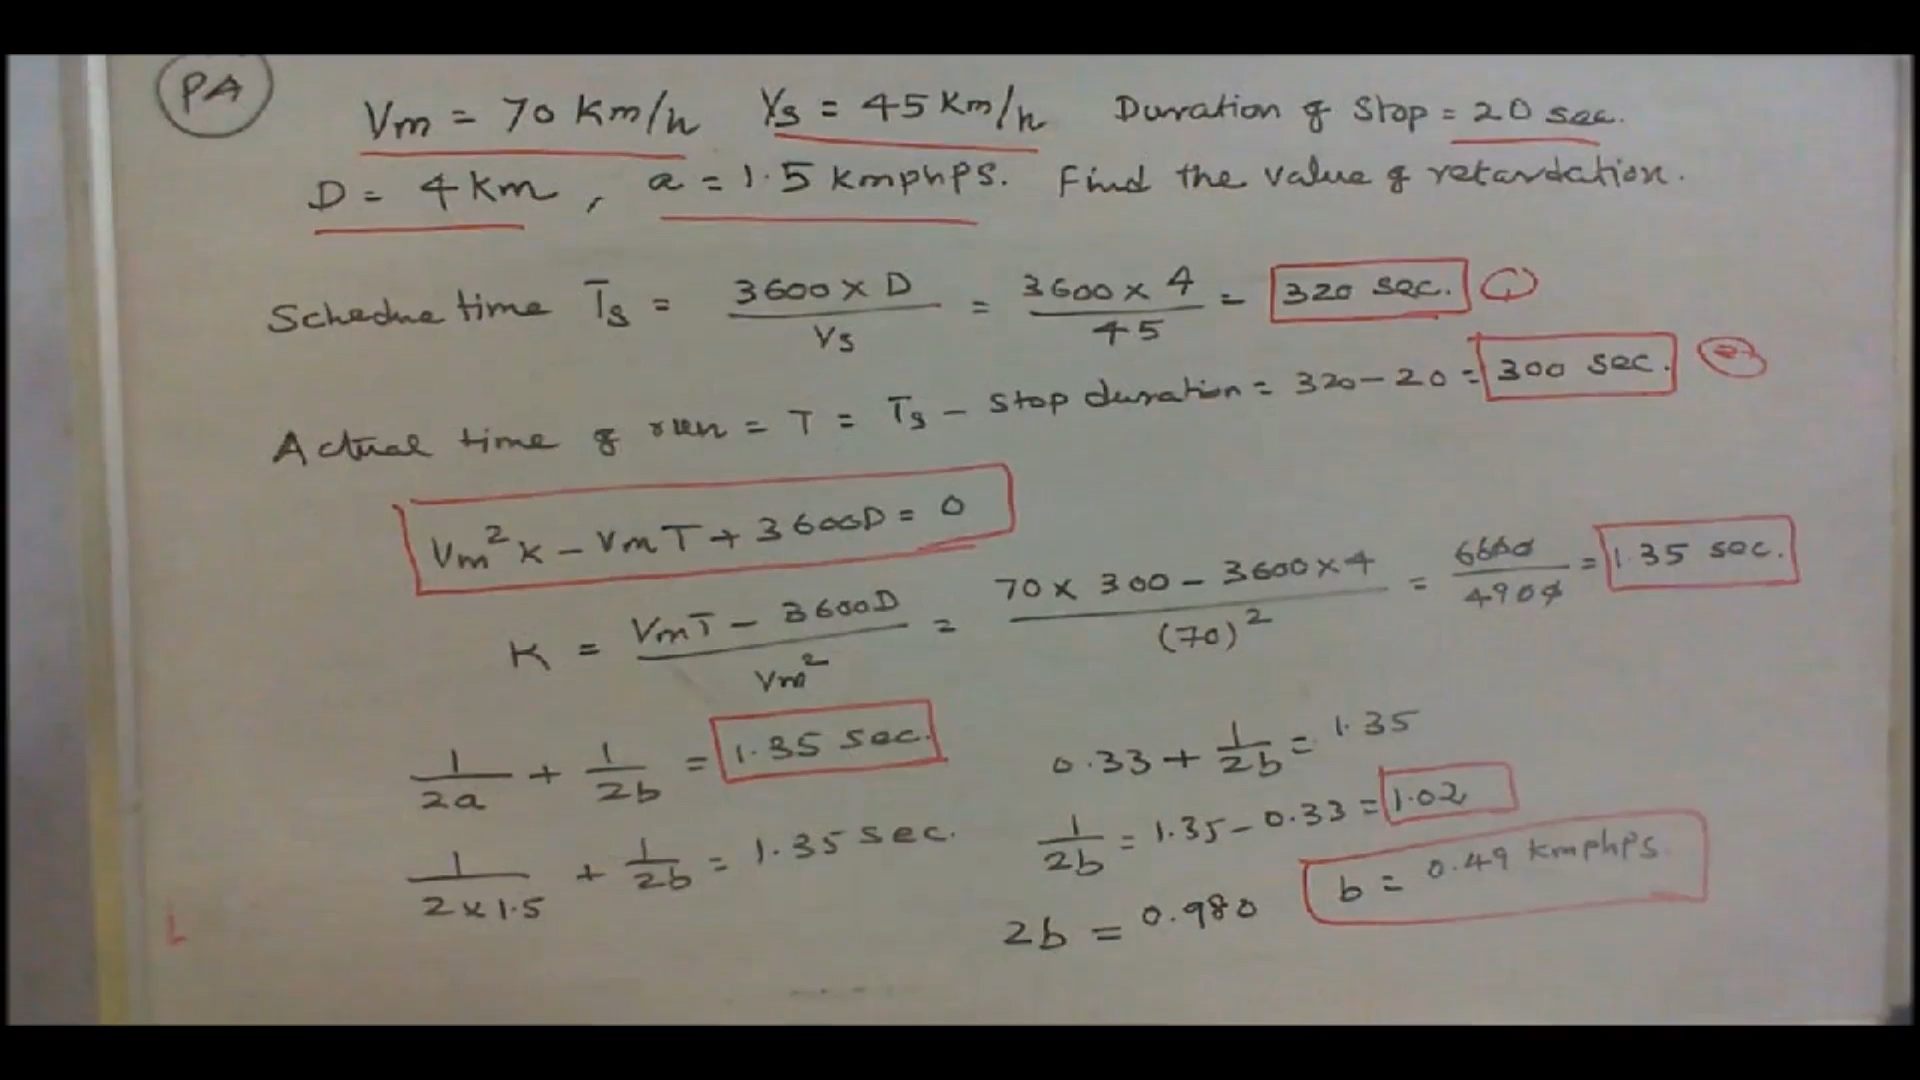 PA
Vm = 70 Km/h Vs = 45 Km/h Duration of Stop = 20 sec.
D = 4 Km , a = 1.5 kmphps. Find the value of retardation.
Schedule time Ts = 3600 x D / Vs = 3600 x 4 / 45 = 320 sec. 1
Actual time of run = T = Ts - Stop duration = 320 - 20 = 300 sec. 2
Vm² K - Vm T + 3600D = 0
K = VmT - 3600D / Vm² = 70 x 300 - 3600 x 4 / (70)² = 6600 / 4900 = 1.35 sec.
1/2a + 1/2b = 1.35 sec.
1/2x1.5 + 1/2b = 1.35 sec.
0.33 + 1/2b = 1.35
1/2b = 1.35 - 0.33 = 1.02
2b = 0.980 b = 0.49 kmphps